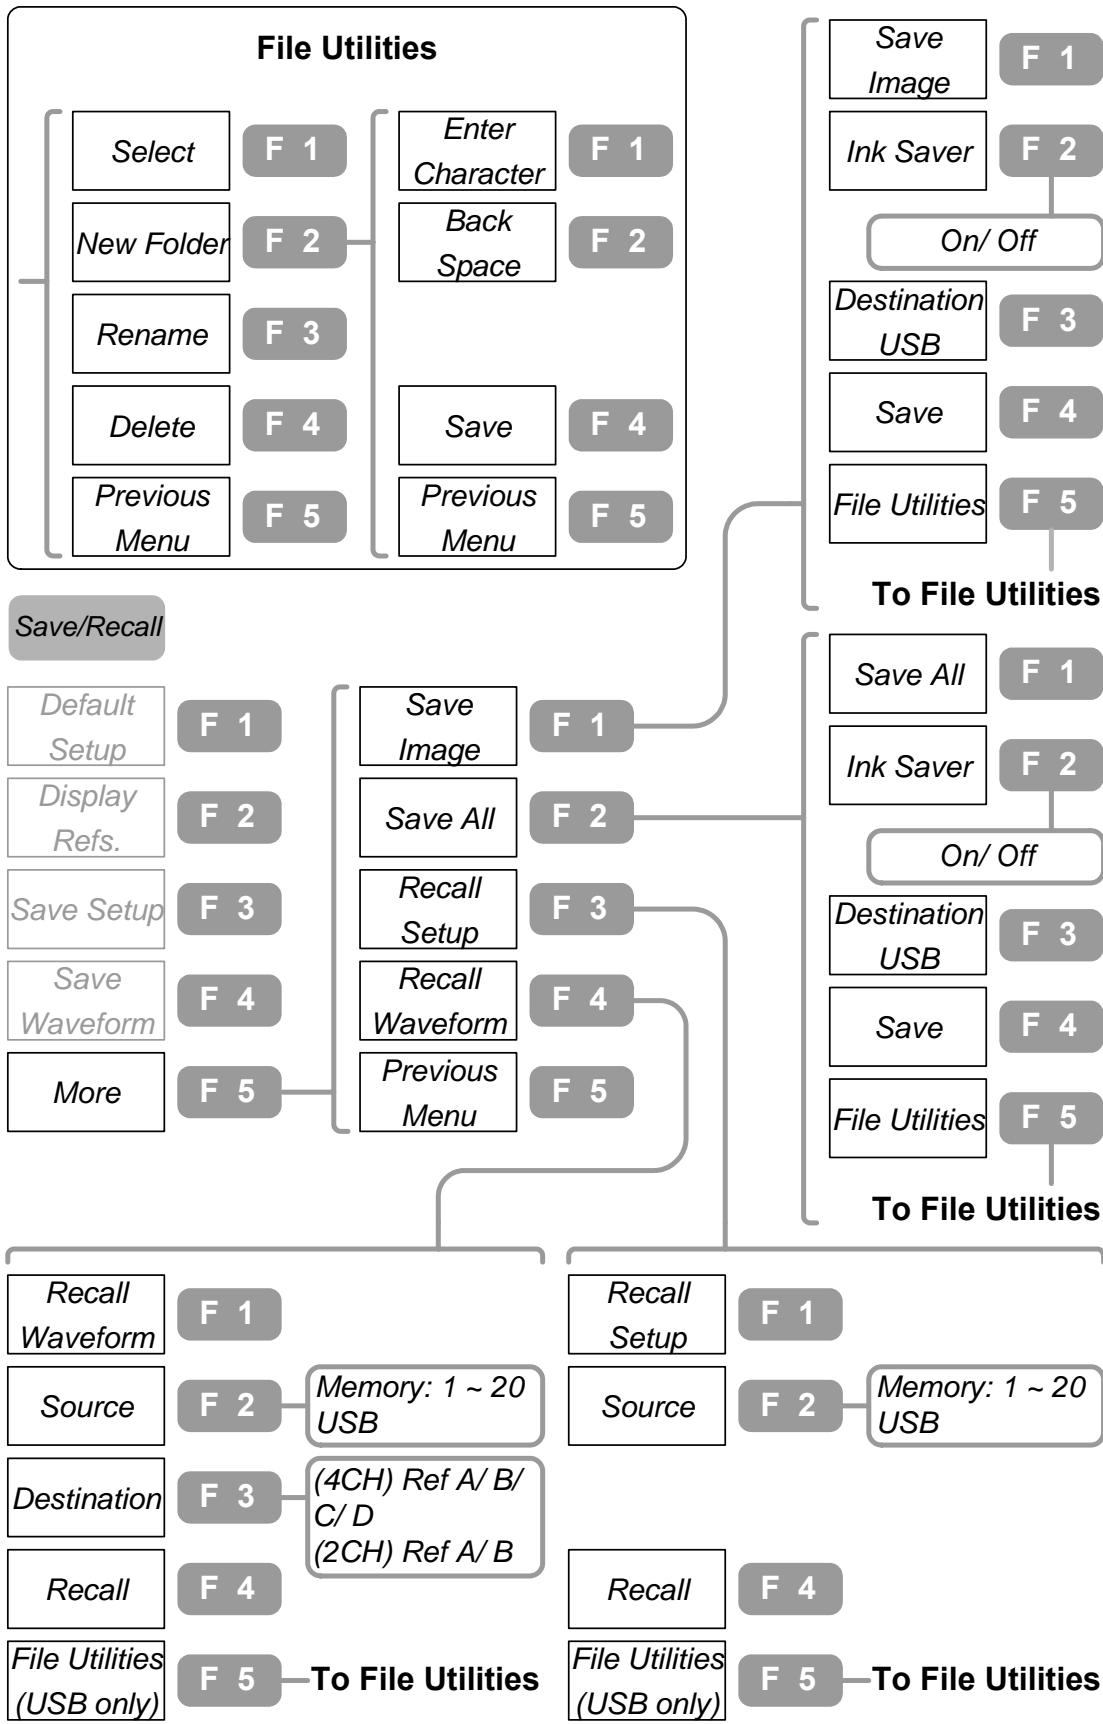 File Utilities
Select
F 1
New Folder
F 2
Rename
F 3
Delete
F 4
Previous
Menu
F 5
Enter
Character
F 1
Back
Space
F 2
Save
F 4
Previous
Menu
F 5
Save
Image
F 1
Ink Saver
F 2
On/ Off
Destination
USB
F 3
Save
F 4
File Utilities
F 5
To File Utilities
Save/Recall
Default
Setup
F 1
Display
Refs.
F 2
Save Setup
F 3
Save
Waveform
F 4
More
F 5
Save
Image
F 1
Save All
F 2
Recall
Setup
F 3
Recall
Waveform
F 4
Previous
Menu
F 5
Save All
F 1
Ink Saver
F 2
On/ Off
Destination
USB
F 3
Save
F 4
File Utilities
F 5
To File Utilities
Recall
Waveform
F 1
Source
F 2
Memory: 1 ~ 20
USB
Destination
F 3
(4CH) Ref A/ B/
C/ D
(2CH) Ref A/ B
Recall
F 4
File Utilities
(USB only)
F 5
To File Utilities
Recall
Setup
F 1
Source
F 2
Memory: 1 ~ 20
USB
Recall
F 4
File Utilities
(USB only)
F 5
To File Utilities